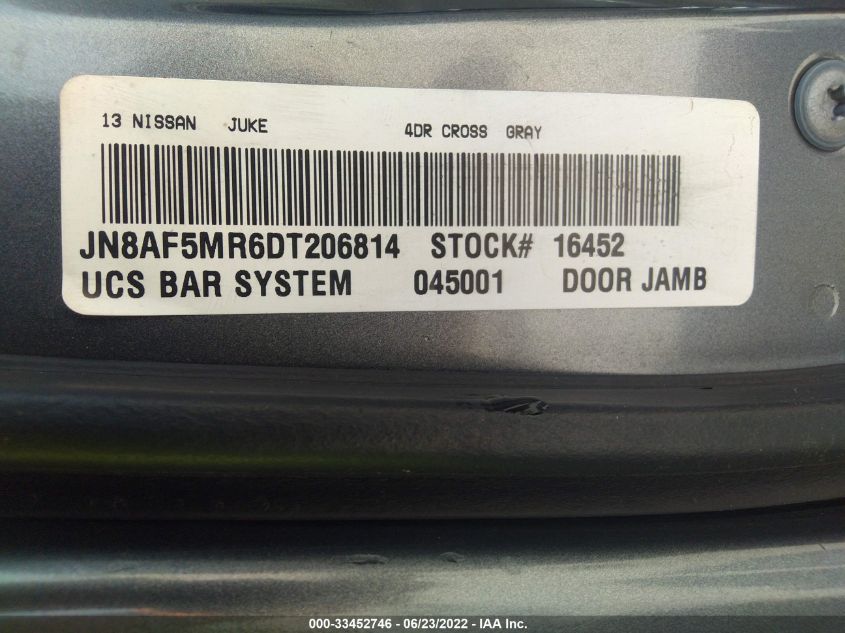 13 NISSAN JUKE 4DR CROSS GRAY
JN8AF5MR6DT206814 STOCK# 16452
UCS BAR SYSTEM 045001 DOOR JAMB
000-33452746 - 06/23/2022 - IAA Inc.